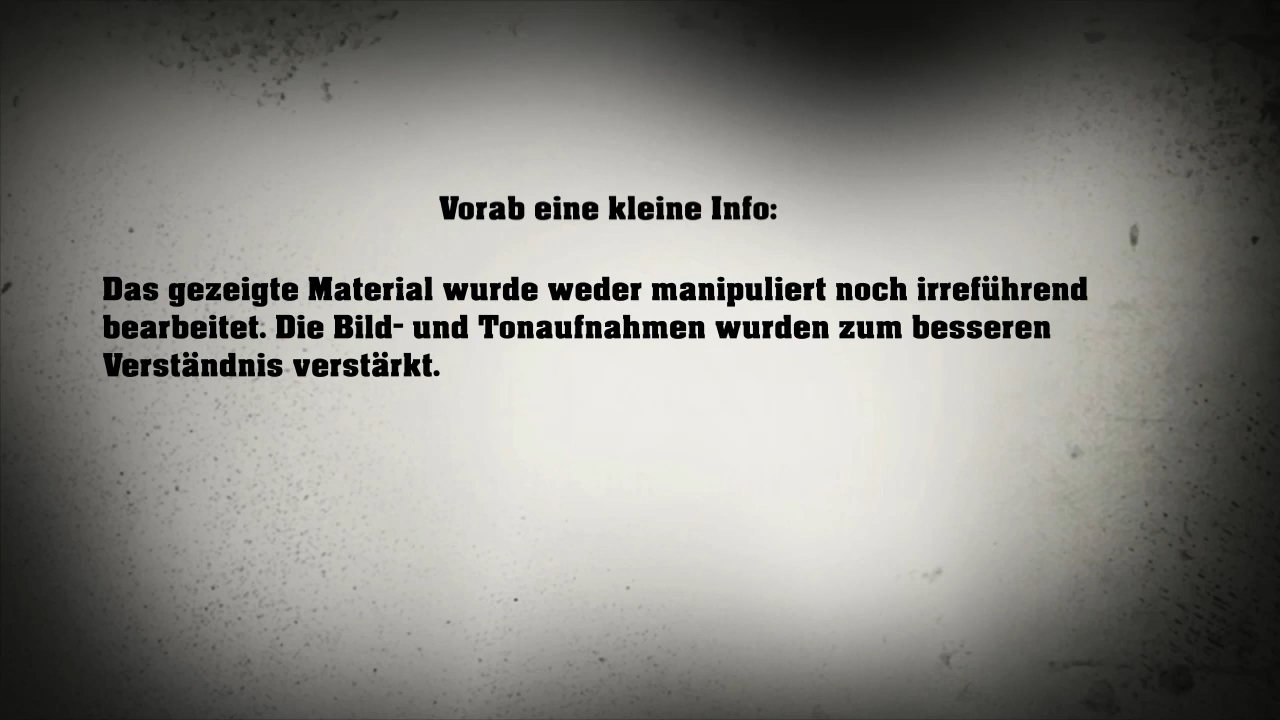 Vorab eine kleine Info:
Das gezeigte Material wurde weder manipuliert noch irreführend
bearbeitet. Die Bild- und Tonaufnahmen wurden zum besseren
Verständnis verstärkt.